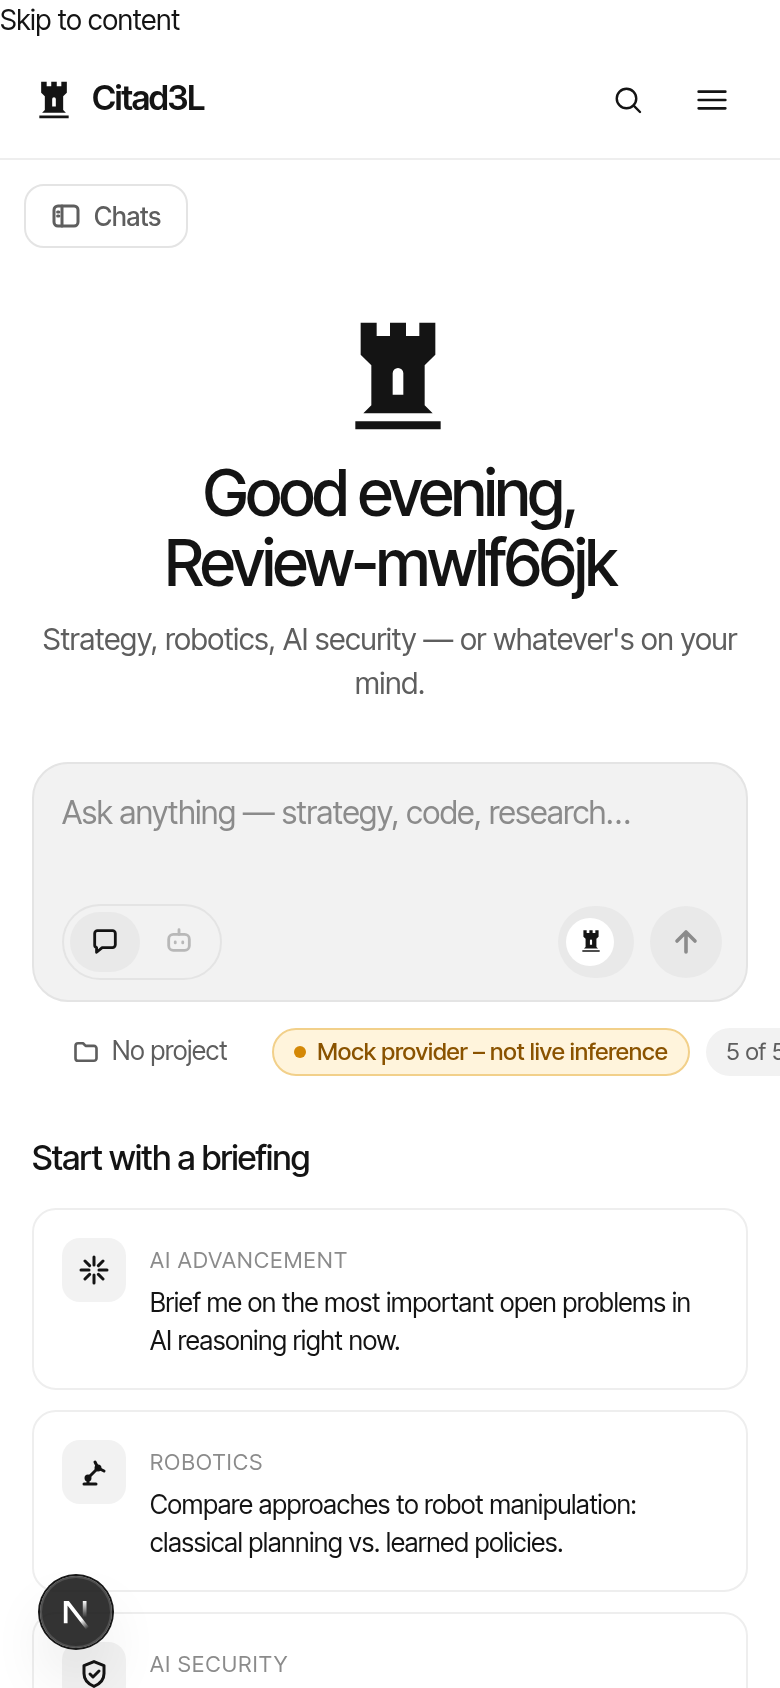 Skip to content
Citad3L
Chats
Good evening,
Review-mwlf66jk
Strategy, robotics, AI security — or whatever's on your
mind.
Ask anything — strategy, code, research...
No project
Mock provider – not live inference
5 of 5
Start with a briefing
AI ADVANCEMENT
Brief me on the most important open problems in
AI reasoning right now.
ROBOTICS
Compare approaches to robot manipulation:
classical planning vs. learned policies.
N
AI SECURITY